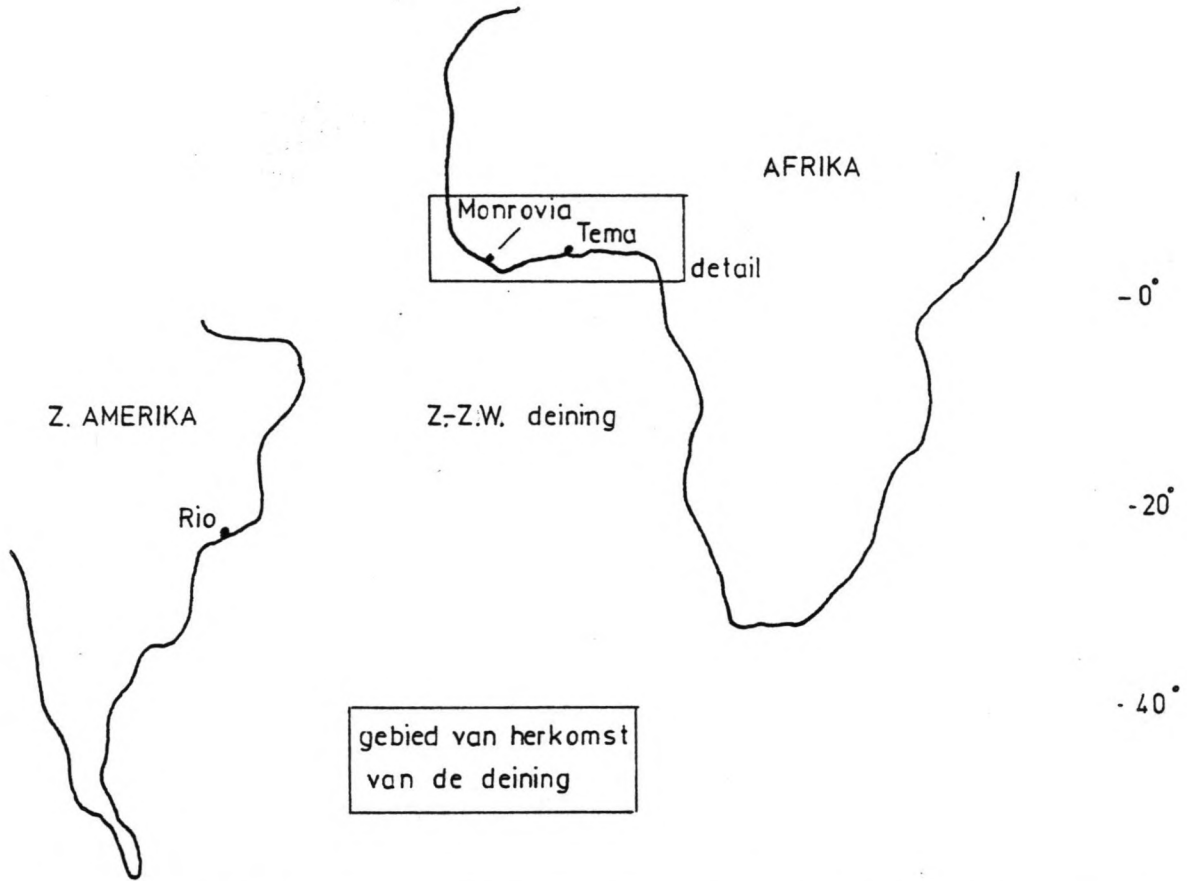 AFRIKA
Monrovia
Tema
detail
- 0°
Z. AMERIKA
Z.-Z.W. deining
Rio
- 20°
- 40°
gebied van herkomst
van de deining